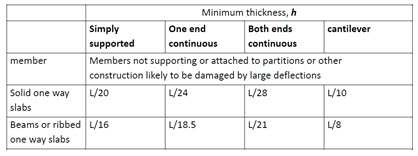 Minimum thickness, h
Simply supported One end continuous Both ends continuous cantilever
member Members not supporting or attached to partitions or other construction likely to be damaged by large deflections
Solid one way slabs L/20 L/24 L/28 L/10
Beams or ribbed one way slabs L/16 L/18.5 L/21 L/8